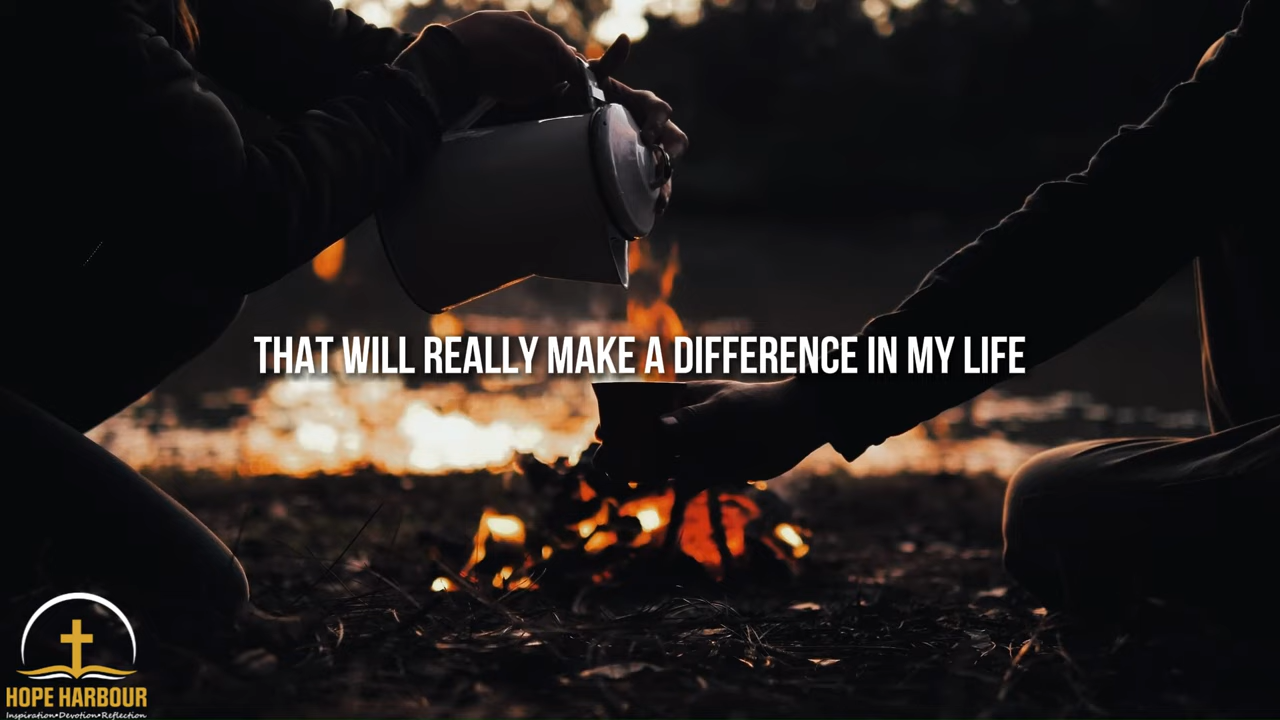 THAT WILL REALLY MAKE A DIFFERENCE IN MY LIFE
HOPE HARBOUR
Inspiration•Devotion•Reflection